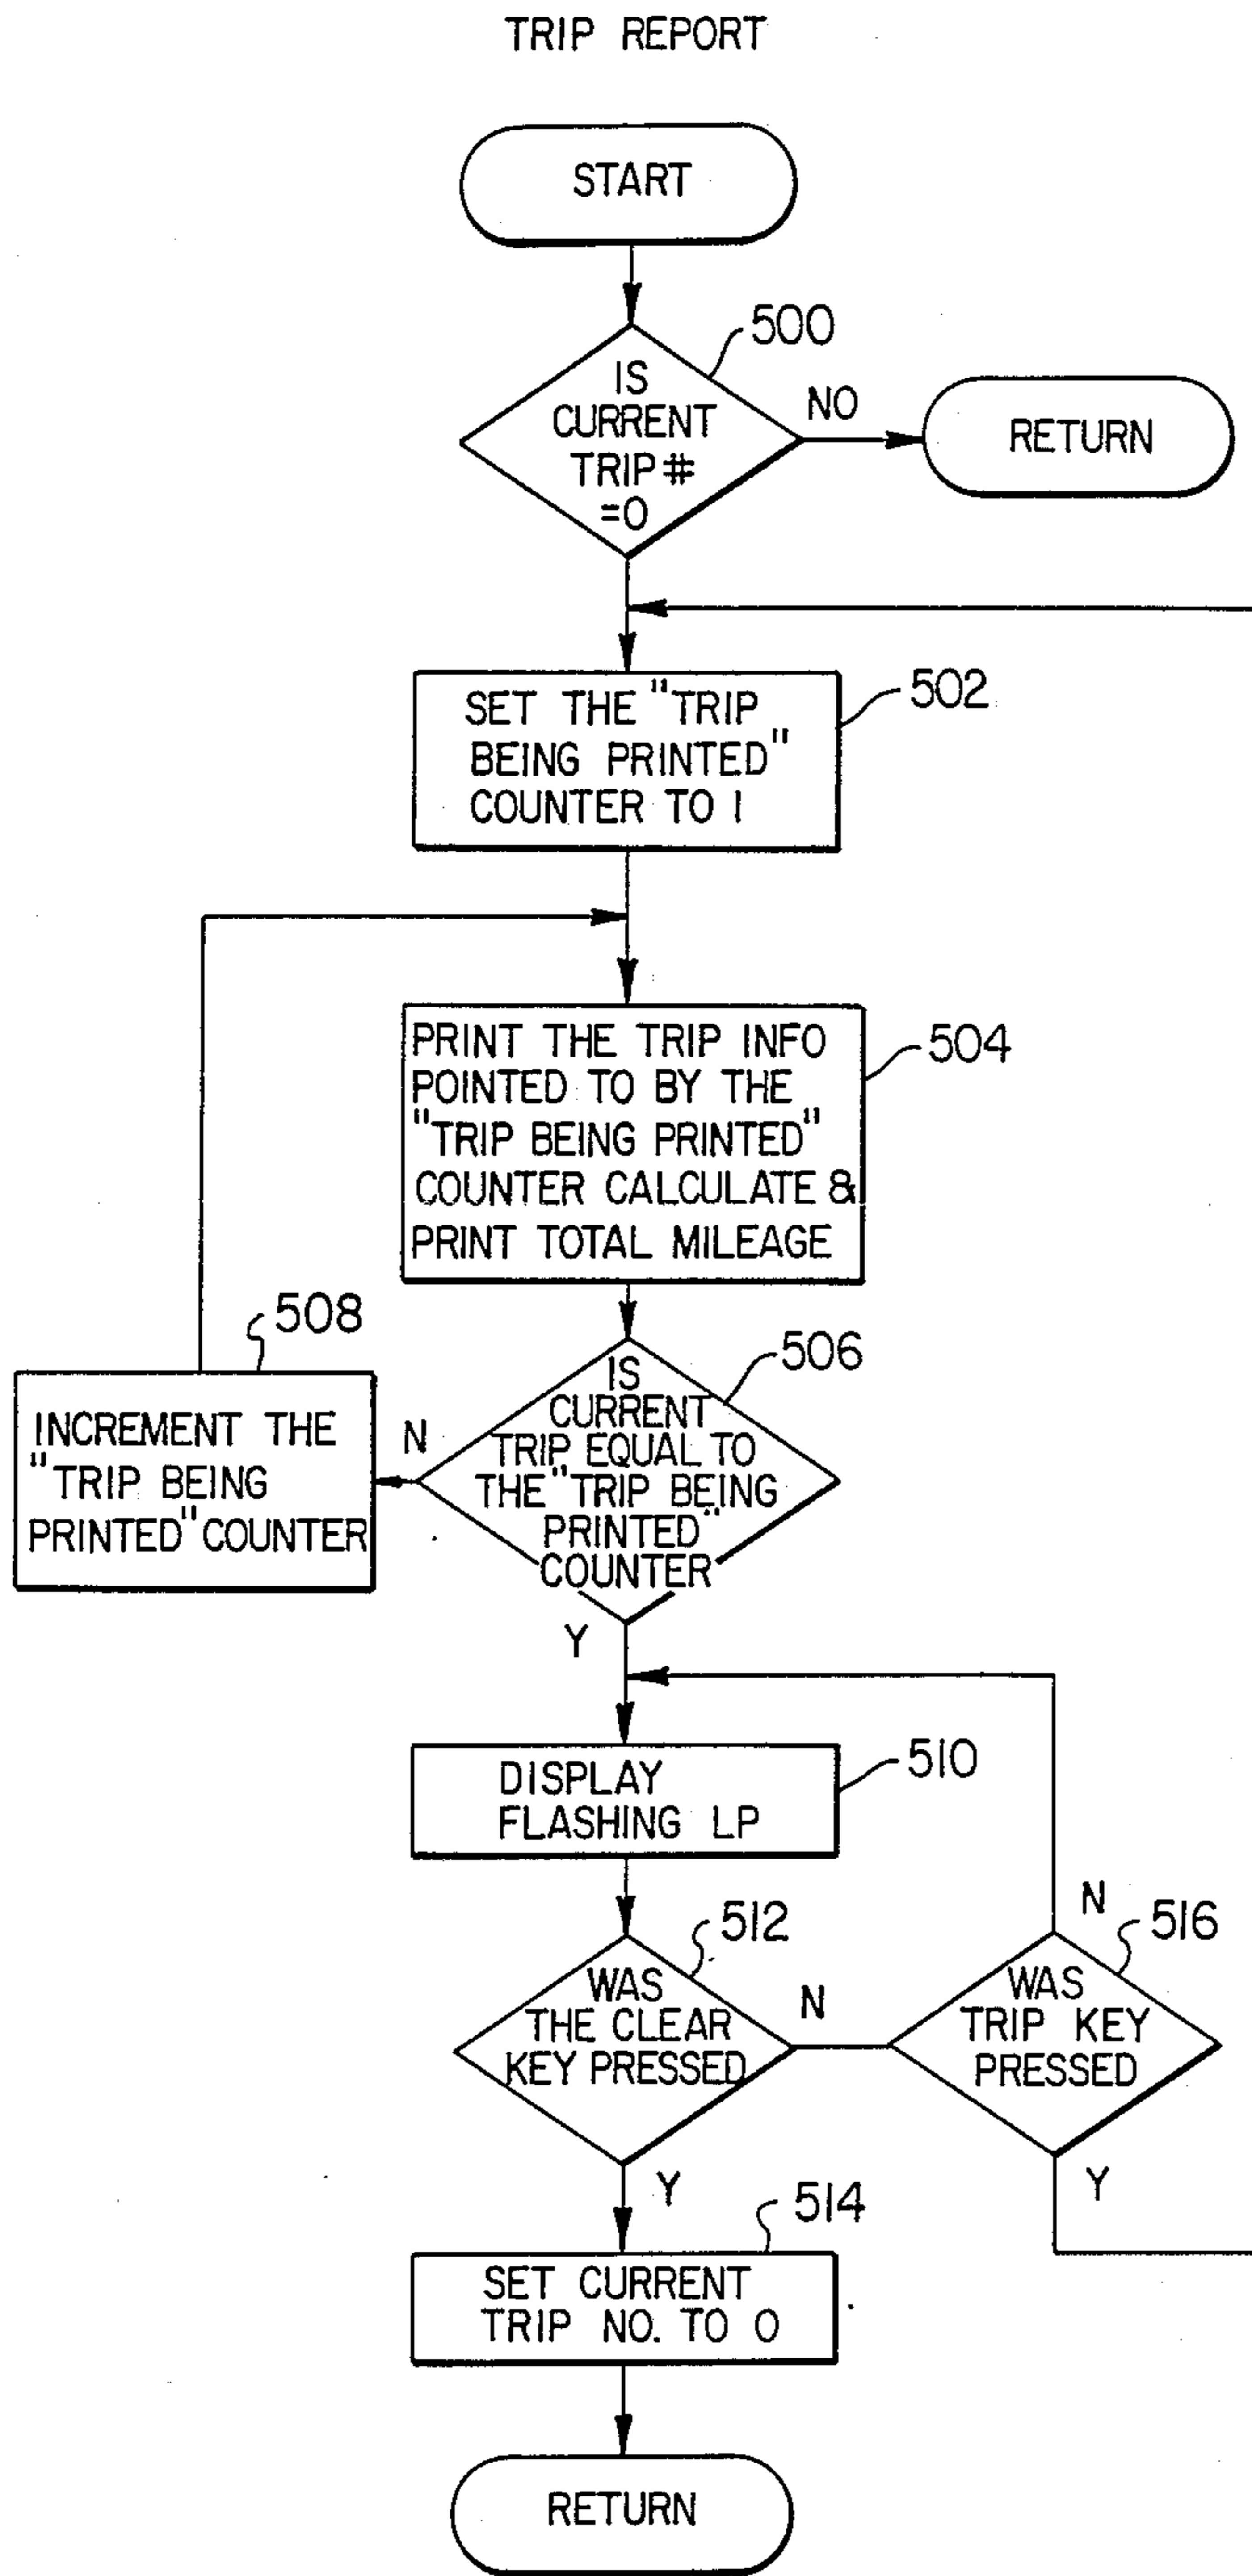 TRIP REPORT
START
500
IS
CURRENT
TRIP #
=0
NO
RETURN
502
SET THE "TRIP
BEING PRINTED"
COUNTER TO 1
504
PRINT THE TRIP INFO
POINTED TO BY THE
"TRIP BEING PRINTED"
COUNTER CALCULATE &
PRINT TOTAL MILEAGE
508
INCREMENT THE
"TRIP BEING
PRINTED" COUNTER
N
506
IS
CURRENT
TRIP EQUAL TO
THE "TRIP BEING
PRINTED"
COUNTER
Y
510
DISPLAY
FLASHING LP
512
WAS
THE CLEAR
KEY PRESSED
N
N
516
WAS
TRIP KEY
PRESSED
Y
Y
514
SET CURRENT
TRIP NO. TO 0
RETURN